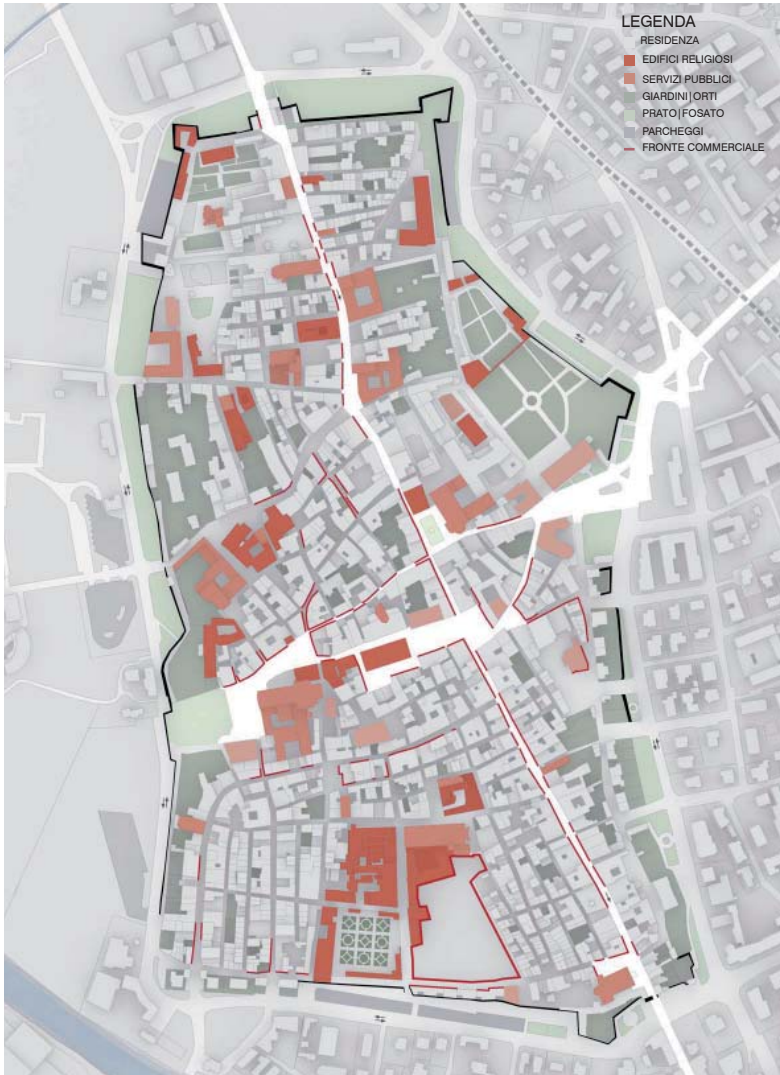 LEGENDA
RESIDENZA
EDIFICI RELIGIOSI
SERVIZI PUBBLICI
GIARDINI|ORTI
PRATO|FOSATO
PARCHEGGI
FRONTE COMMERCIALE